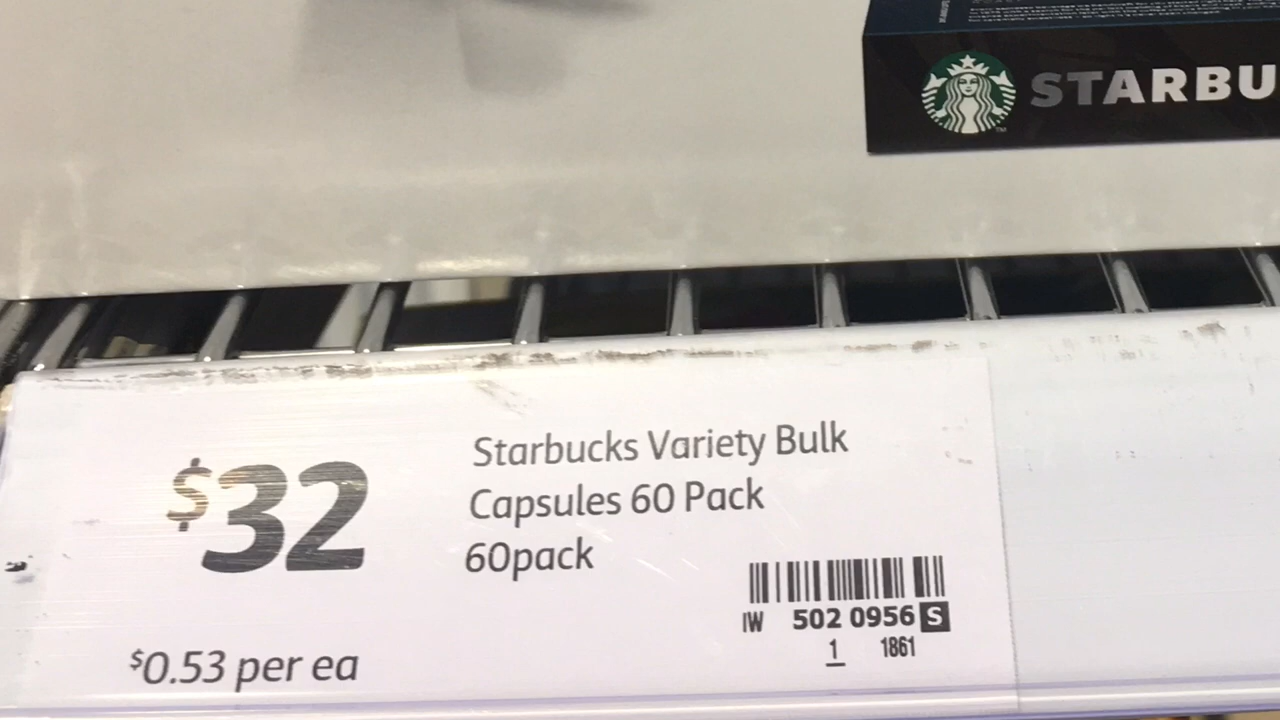 STARBU
Starbucks Variety Bulk
$32
Capsules 60 Pack
60pack
IW 502 0956 S
1 1861
$0.53 per ea